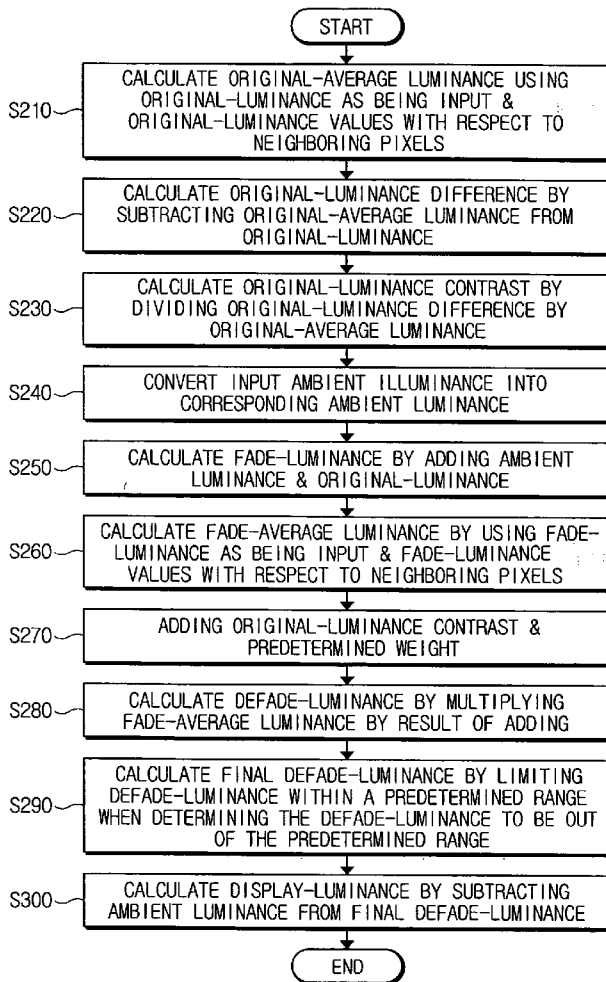 START
S210
CALCULATE ORIGINAL-AVERAGE LUMINANCE USING
ORIGINAL-LUMINANCE AS BEING INPUT &
ORIGINAL-LUMINANCE VALUES WITH RESPECT TO
NEIGHBORING PIXELS
S220
CALCULATE ORIGINAL-LUMINANCE DIFFERENCE BY
SUBTRACTING ORIGINAL-AVERAGE LUMINANCE FROM
ORIGINAL-LUMINANCE
S230
CALCULATE ORIGINAL-LUMINANCE CONTRAST BY
DIVIDING ORIGINAL-LUMINANCE DIFFERENCE BY
ORIGINAL-AVERAGE LUMINANCE
S240
CONVERT INPUT AMBIENT ILLUMINANCE INTO
CORRESPONDING AMBIENT LUMINANCE
S250
CALCULATE FADE-LUMINANCE BY ADDING AMBIENT
LUMINANCE & ORIGINAL-LUMINANCE
S260
CALCULATE FADE-AVERAGE LUMINANCE BY USING FADE-
LUMINANCE AS BEING INPUT & FADE-LUMINANCE
VALUES WITH RESPECT TO NEIGHBORING PIXELS
S270
ADDING ORIGINAL-LUMINANCE CONTRAST &
PREDETERMINED WEIGHT
S280
CALCULATE DEFADE-LUMINANCE BY MULTIPLYING
FADE-AVERAGE LUMINANCE BY RESULT OF ADDING
S290
CALCULATE FINAL DEFADE-LUMINANCE BY LIMITING
DEFADE-LUMINANCE WITHIN A PREDETERMINED RANGE
WHEN DETERMINING THE DEFADE-LUMINANCE TO BE OUT
OF THE PREDETERMINED RANGE
S300
CALCULATE DISPLAY-LUMINANCE BY SUBTRACTING
AMBIENT LUMINANCE FROM FINAL DEFADE-LUMINANCE
END